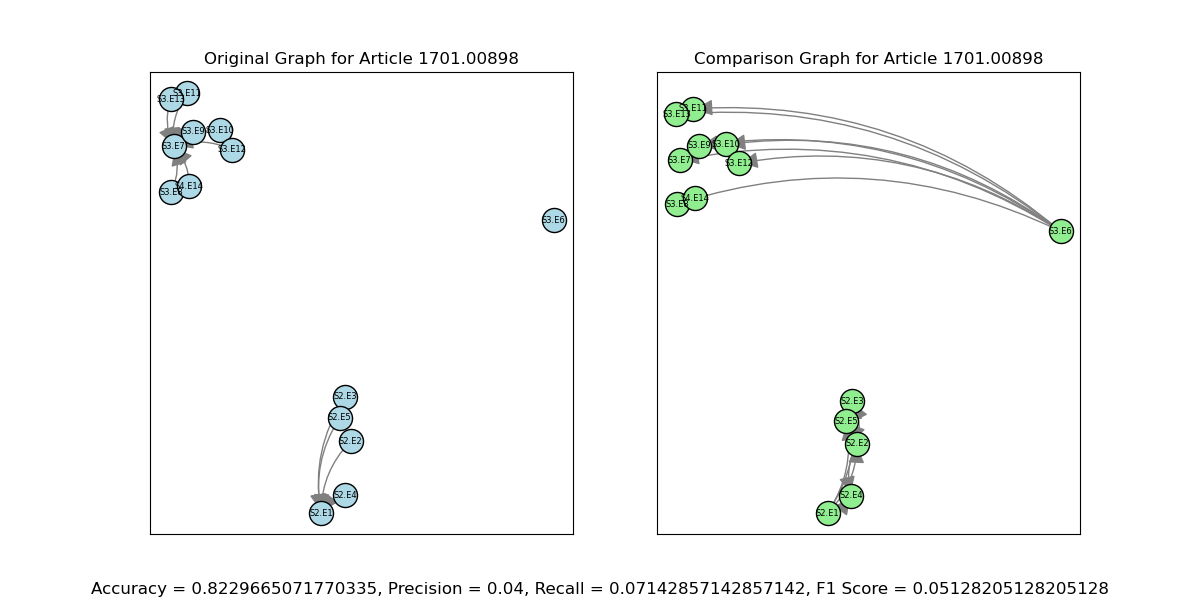 Original Graph for Article 1701.00898
S3.E13
S3.E11
S3.E9
S3.E10
S3.E7
S3.E12
S4.E14
S3.E6
S2.E3
S2.E5
S2.E2
S2.E4
S2.E1
Comparison Graph for Article 1701.00898
S3.E11
S3.E13
S3.E9
S3.E10
S3.E7
S3.E12
S4.E14
S3.E6
S2.E3
S2.E5
S2.E2
S2.E4
S2.E1
Accuracy = 0.8229665071770335, Precision = 0.04, Recall = 0.07142857142857142, F1 Score = 0.05128205128205128